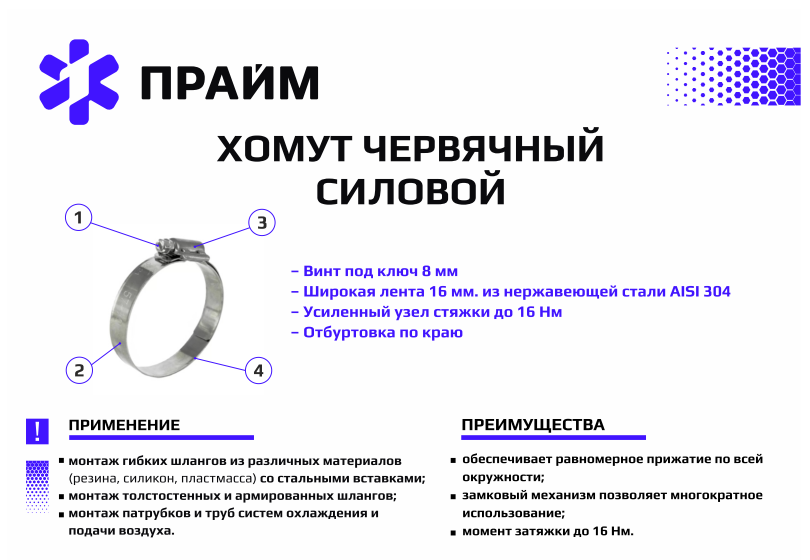 ПРАЙМ
ХОМУТ ЧЕРВЯЧНЫЙ
СИЛОВОЙ
1
3
2
4
– Винт под ключ 8 мм
– Широкая лента 16 мм. из нержавеющей стали AISI 304
– Усиленный узел стяжки до 16 Нм
– Отбуртовка по краю
!
ПРИМЕНЕНИЕ
▪ монтаж гибких шлангов из различных материалов
(резина, силикон, пластмасса) со стальными вставками;
▪ монтаж толстостенных и армированных шлангов;
▪ монтаж патрубков и труб систем охлаждения и
подачи воздуха.
ПРЕИМУЩЕСТВА
▪ обеспечивает равномерное прижатие по всей
окружности;
▪ замковый механизм позволяет многократное
использование;
▪ момент затяжки до 16 Нм.